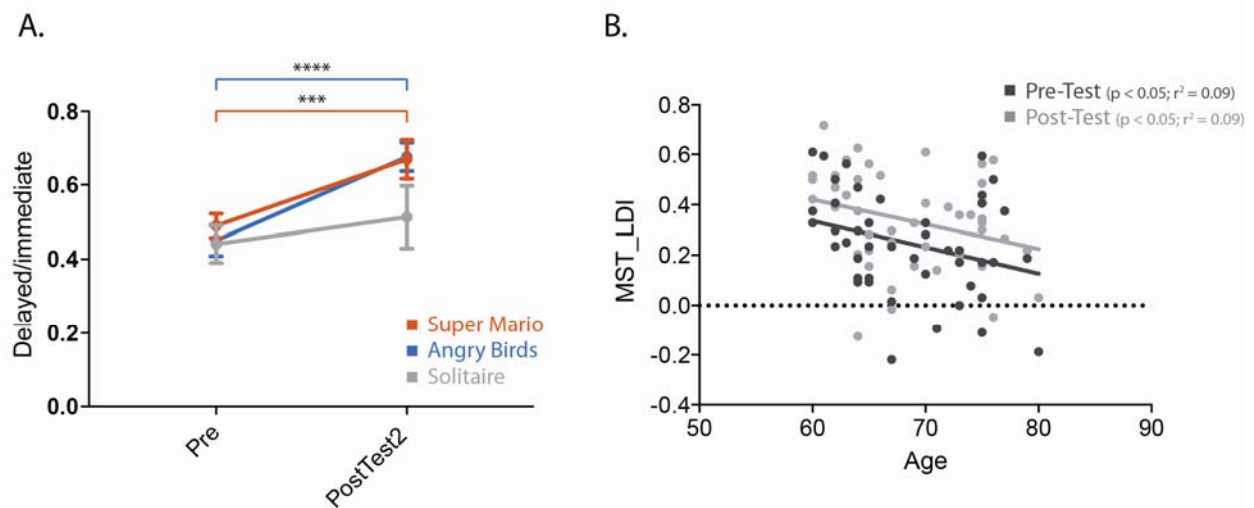 A.
****
***
0.8
0.6
0.4
0.2
0.0
Delayed/immediate
Super Mario
Angry Birds
Solitaire
Pre
PostTest2
B.
Pre-Test (p < 0.05; r² = 0.09)
Post-Test (p < 0.05; r² = 0.09)
0.8
0.6
0.4
0.2
0.0
-0.2
-0.4
MST_LDI
50
60
70
80
90
Age